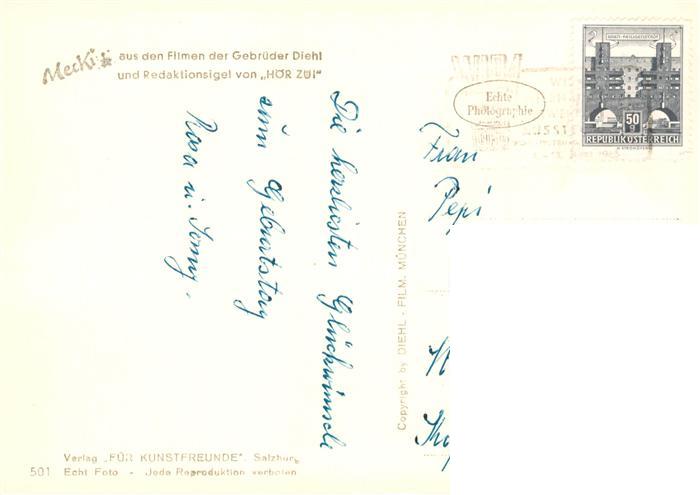 Mecki
aus den Filmen der Gebrüder Diehl
und Redaktionsigel von „HÖR ZU!"
Die herzlichsten Glückwünsche
zum Geburtstag
Rosa u.
Copyright by DIEHL - FILM, MÜNCHEN
Echte
Photographie
50
g
REPUBLIK ÖSTERREICH
Frau
Pepi
Verlag „FÜR KUNSTFREUNDE". Salzburg
501 Echt Foto - Jede Reproduktion verboten